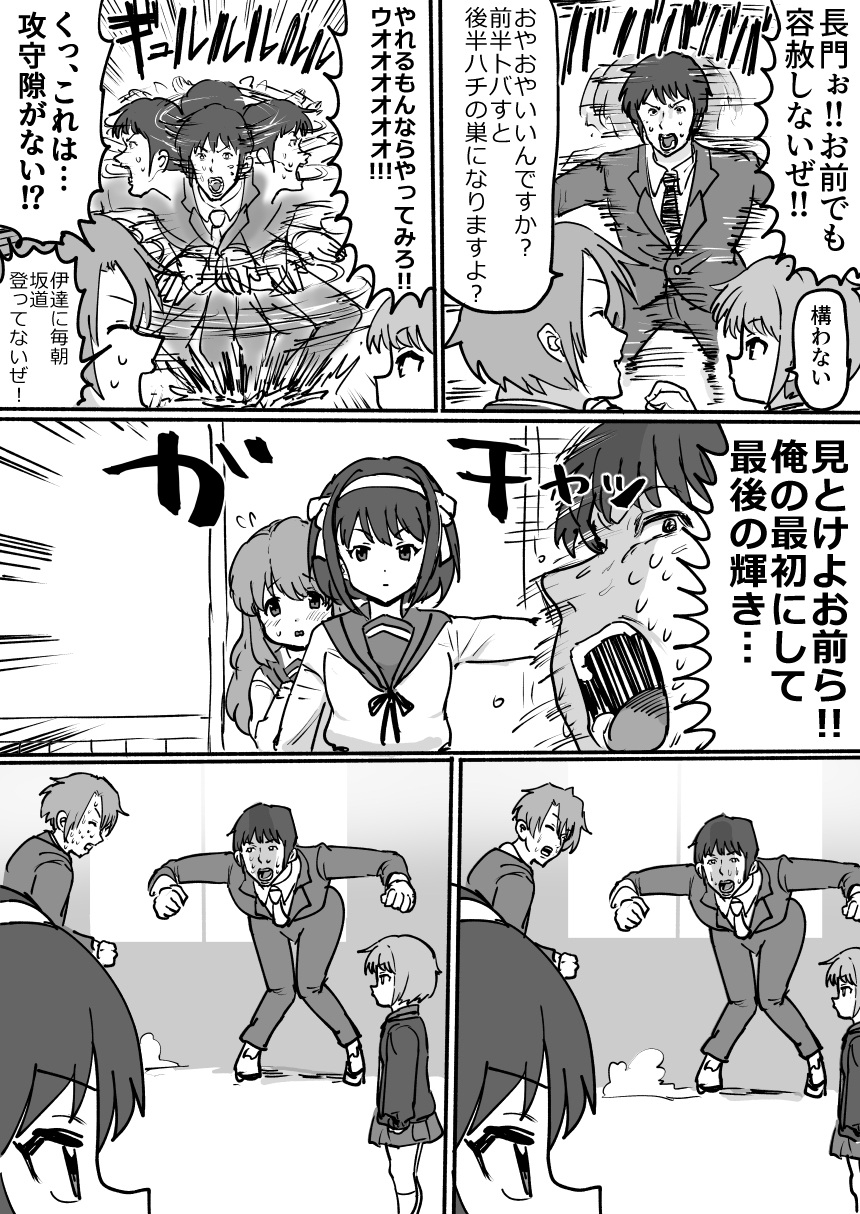 長門ぉ!!お前でも
容赦しないぜ!!
おやおやいいんですか?
前半トバすと
後半ハチの巣になりますよ?
構わない
ギュルルルルルル
やれるもんならやってみろ!!
ウオオオオオオ!!!
くっ、これは…
攻守隙がない!?
伊達に毎朝
坂道
登ってないぜ!
見とけよお前ら!!
俺の最初にして
最後の輝き…
ガチャッ